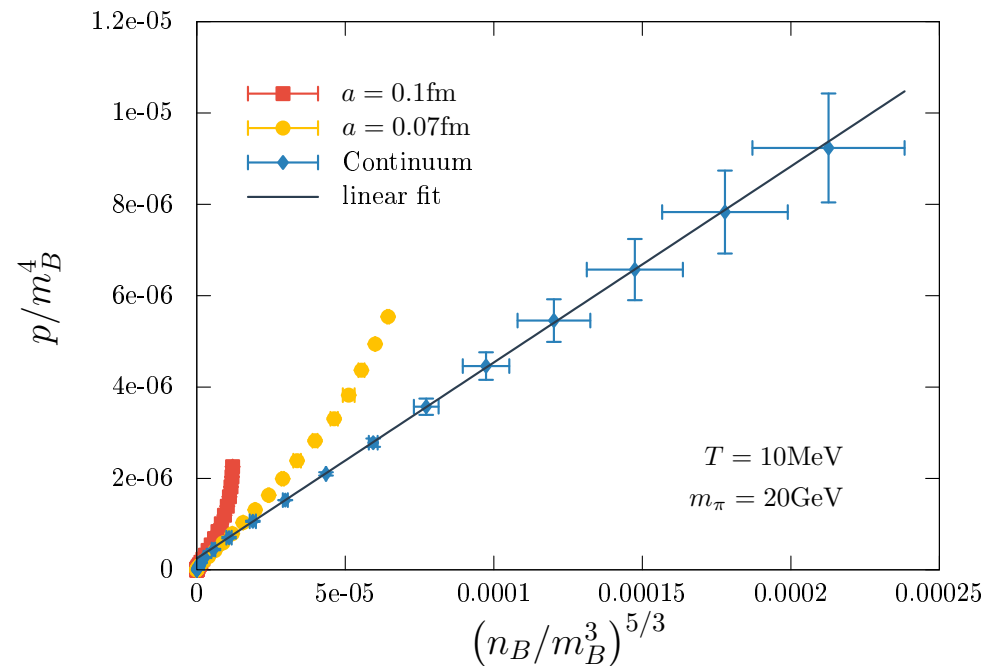 1.2e-05
1e-05
8e-06
6e-06
4e-06
2e-06
0
p/m_B^4
a = 0.1fm
a = 0.07fm
Continuum
linear fit
T = 10MeV
m_π = 20GeV
0 5e-05 0.0001 0.00015 0.0002 0.00025
(n_B/m_B^3)^{5/3}